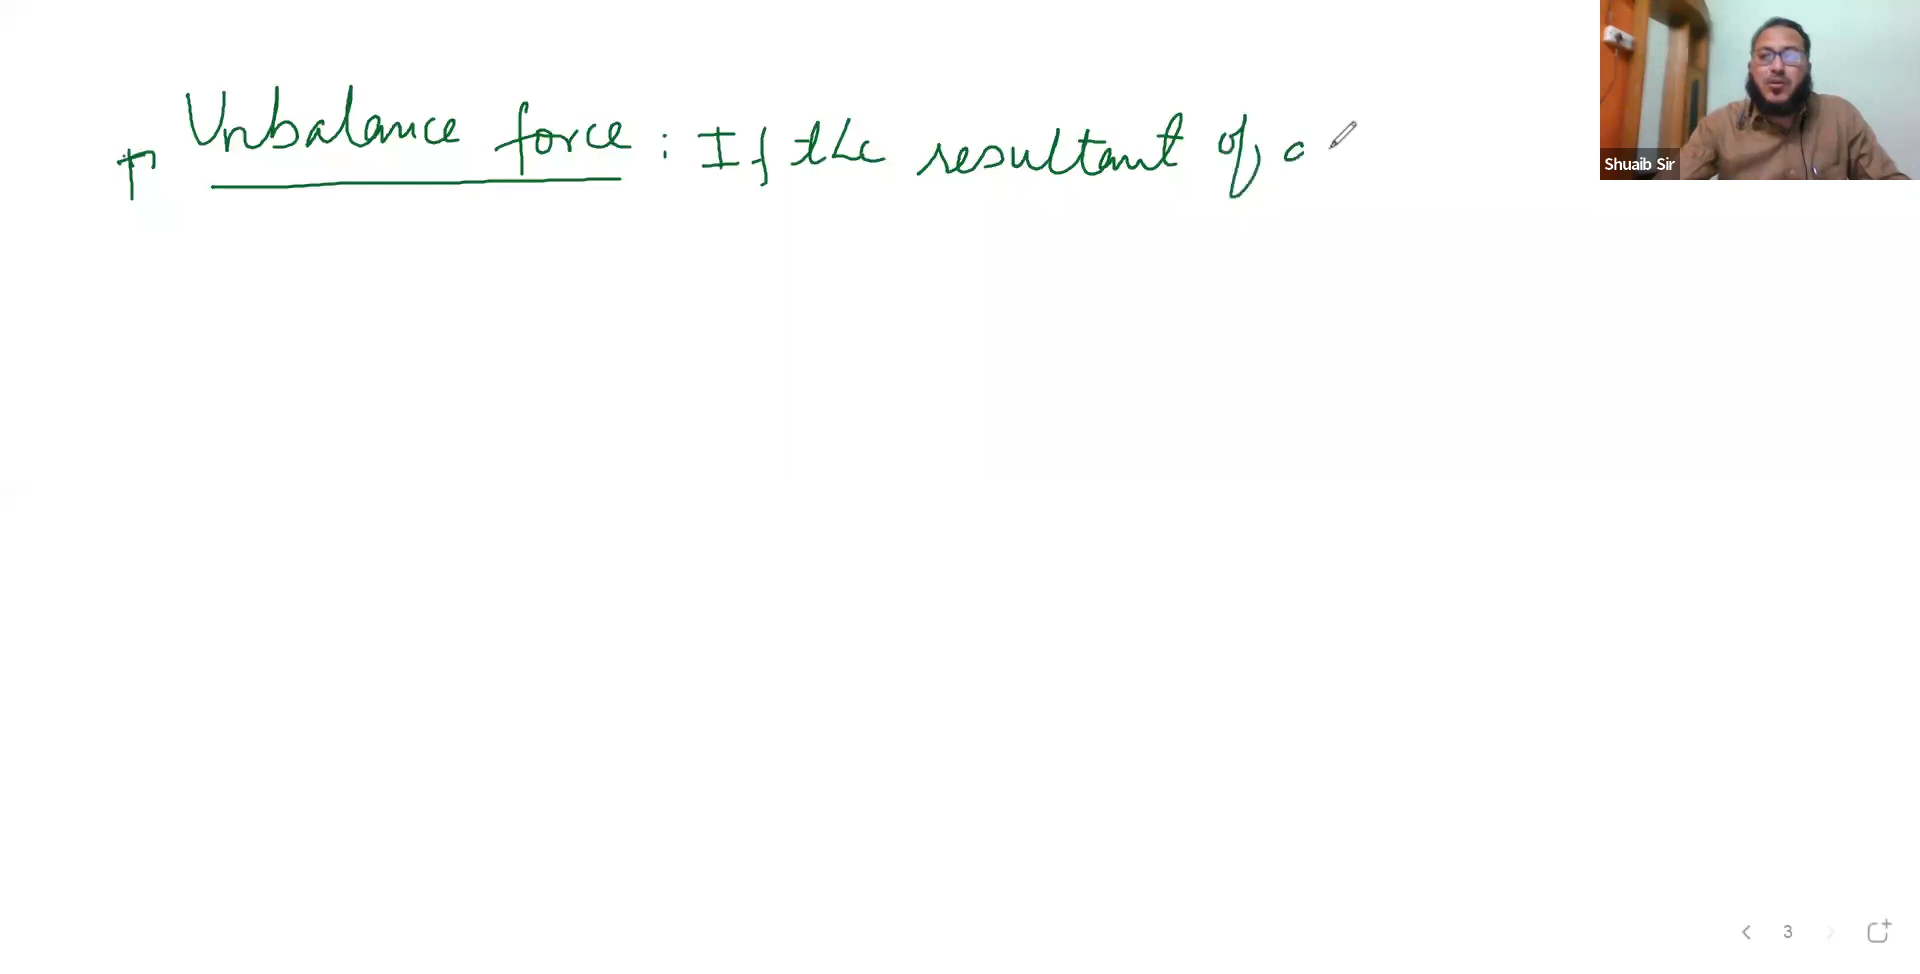 Unbalance force : If the resultant of a
Shuaib Sir
3